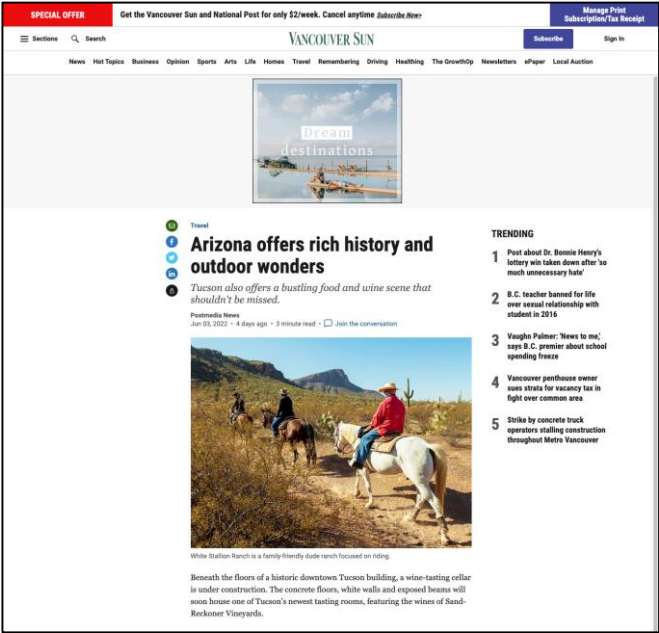 SPECIAL OFFER
Get the Vancouver Sun and National Post for only $2/week. Cancel anytime Subscribe Now>
Manage Print
Subscription/Tax Receipt
Sections
Search
VANCOUVER SUN
Subscribe
Sign In
News Hot Topics Business Opinion Sports Arts Life Homes Travel Remembering Driving Healthing The GrowthOp Newsletters ePaper Local Auction
Dream
destinations
Travel
Arizona offers rich history and
outdoor wonders
Tucson also offers a bustling food and wine scene that
shouldn't be missed.
Postmedia News
Jun 03, 2022 • 4 days ago • 3 minute read • Join the conversation
White Stallion Ranch is a family-friendly dude ranch focused on riding.
Beneath the floors of a historic downtown Tucson building, a wine-tasting cellar
is under construction. The concrete floors, white walls and exposed beams will
soon house one of Tucson's newest tasting rooms, featuring the wines of Sand-
Reckoner Vineyards.
TRENDING
1 Post about Dr. Bonnie Henry's
lottery win taken down after 'so
much unnecessary hate'
2 B.C. teacher banned for life
over sexual relationship with
student in 2016
3 Vaughn Palmer: 'News to me,'
says B.C. premier about school
spending freeze
4 Vancouver penthouse owner
sues strata for vacancy tax in
fight over common area
5 Strike by concrete truck
operators stalling construction
throughout Metro Vancouver